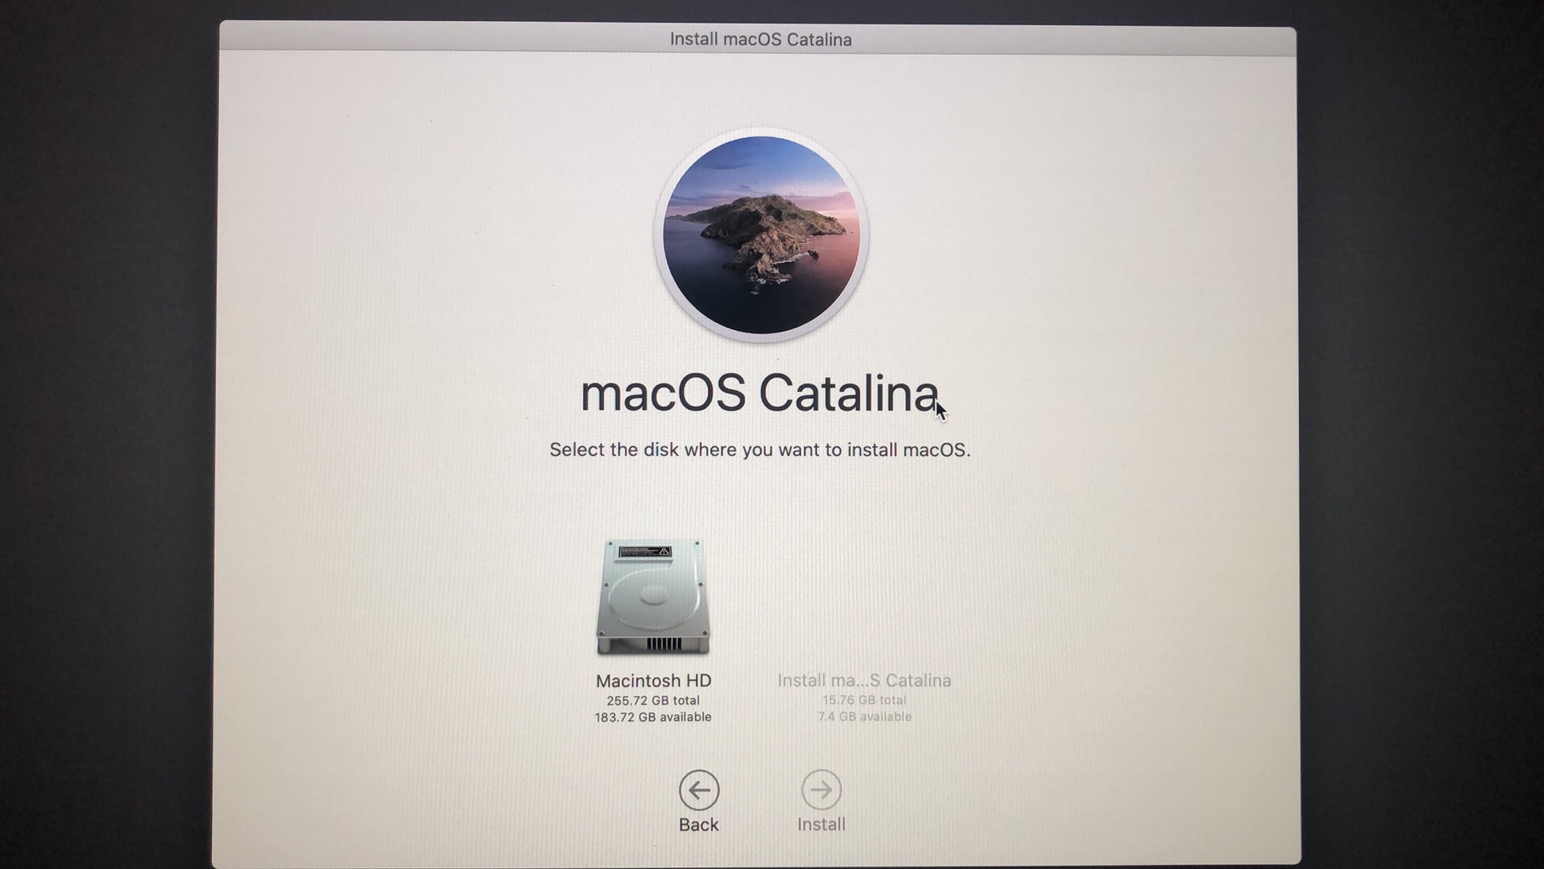 Install macOS Catalina
macOS Catalina
Select the disk where you want to install macOS.
Macintosh HD
255.72 GB total
183.72 GB available
Install ma...S Catalina
15.76 GB total
7.4 GB available
Back
Install